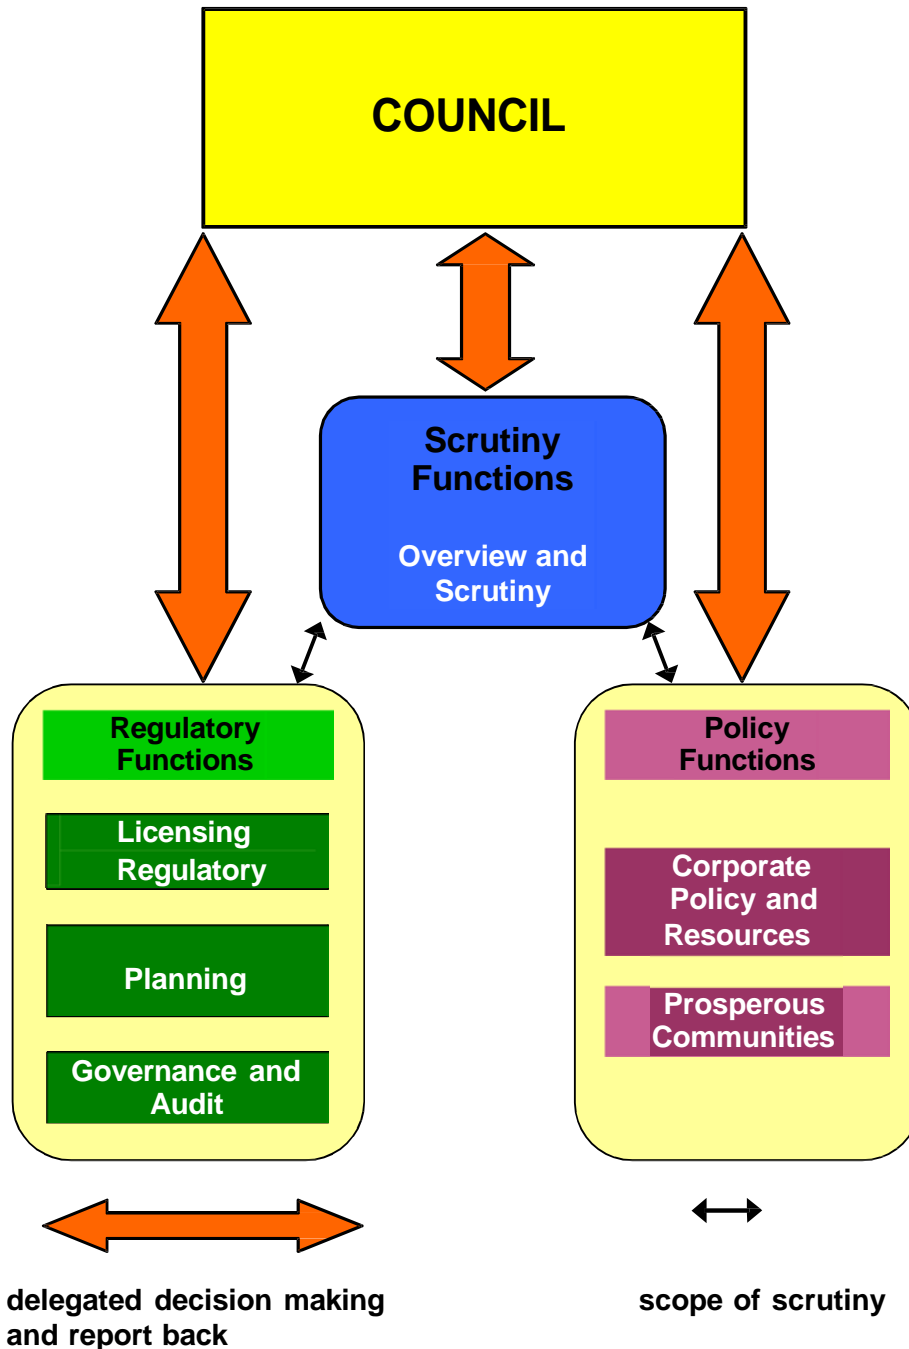 COUNCIL
Scrutiny
Functions
Overview and
Scrutiny
Regulatory
Functions
Licensing
Regulatory
Planning
Governance and
Audit
Policy
Functions
Corporate
Policy and
Resources
Prosperous
Communities
delegated decision making
and report back
scope of scrutiny